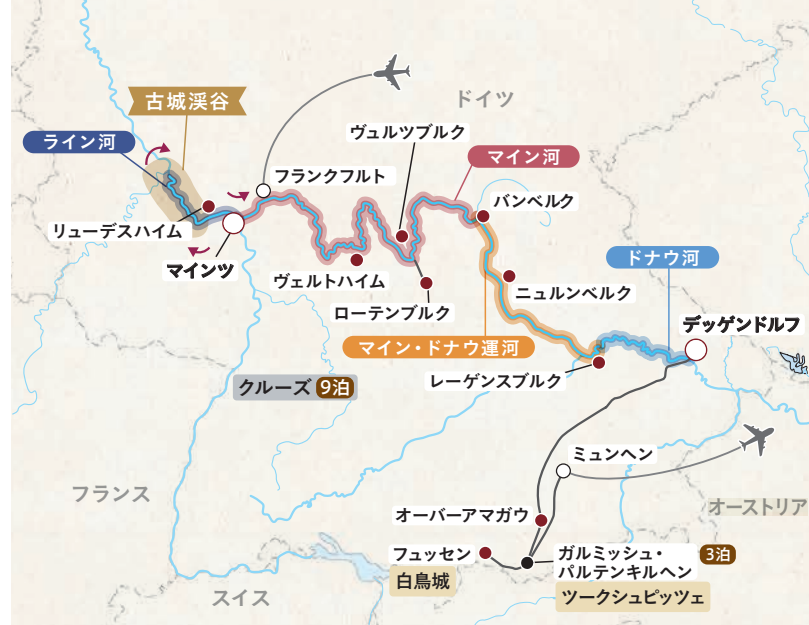 古城渓谷
ドイツ
ヴュルツブルク
ライン河
マイン河
フランクフルト
バンベルク
リューデスハイム
マインツ
ヴェルトハイム
ローテンブルク
ニュルンベルク
ドナウ河
デッゲンドルフ
マイン・ドナウ運河
レーゲンスブルク
クルーズ 9泊
ミュンヘン
フランス
オーストリア
オーバーアマガウ
フュッセン
白鳥城
ガルミッシュ・
パルテンキルヘン
3泊
ツークシュピッツェ
スイス